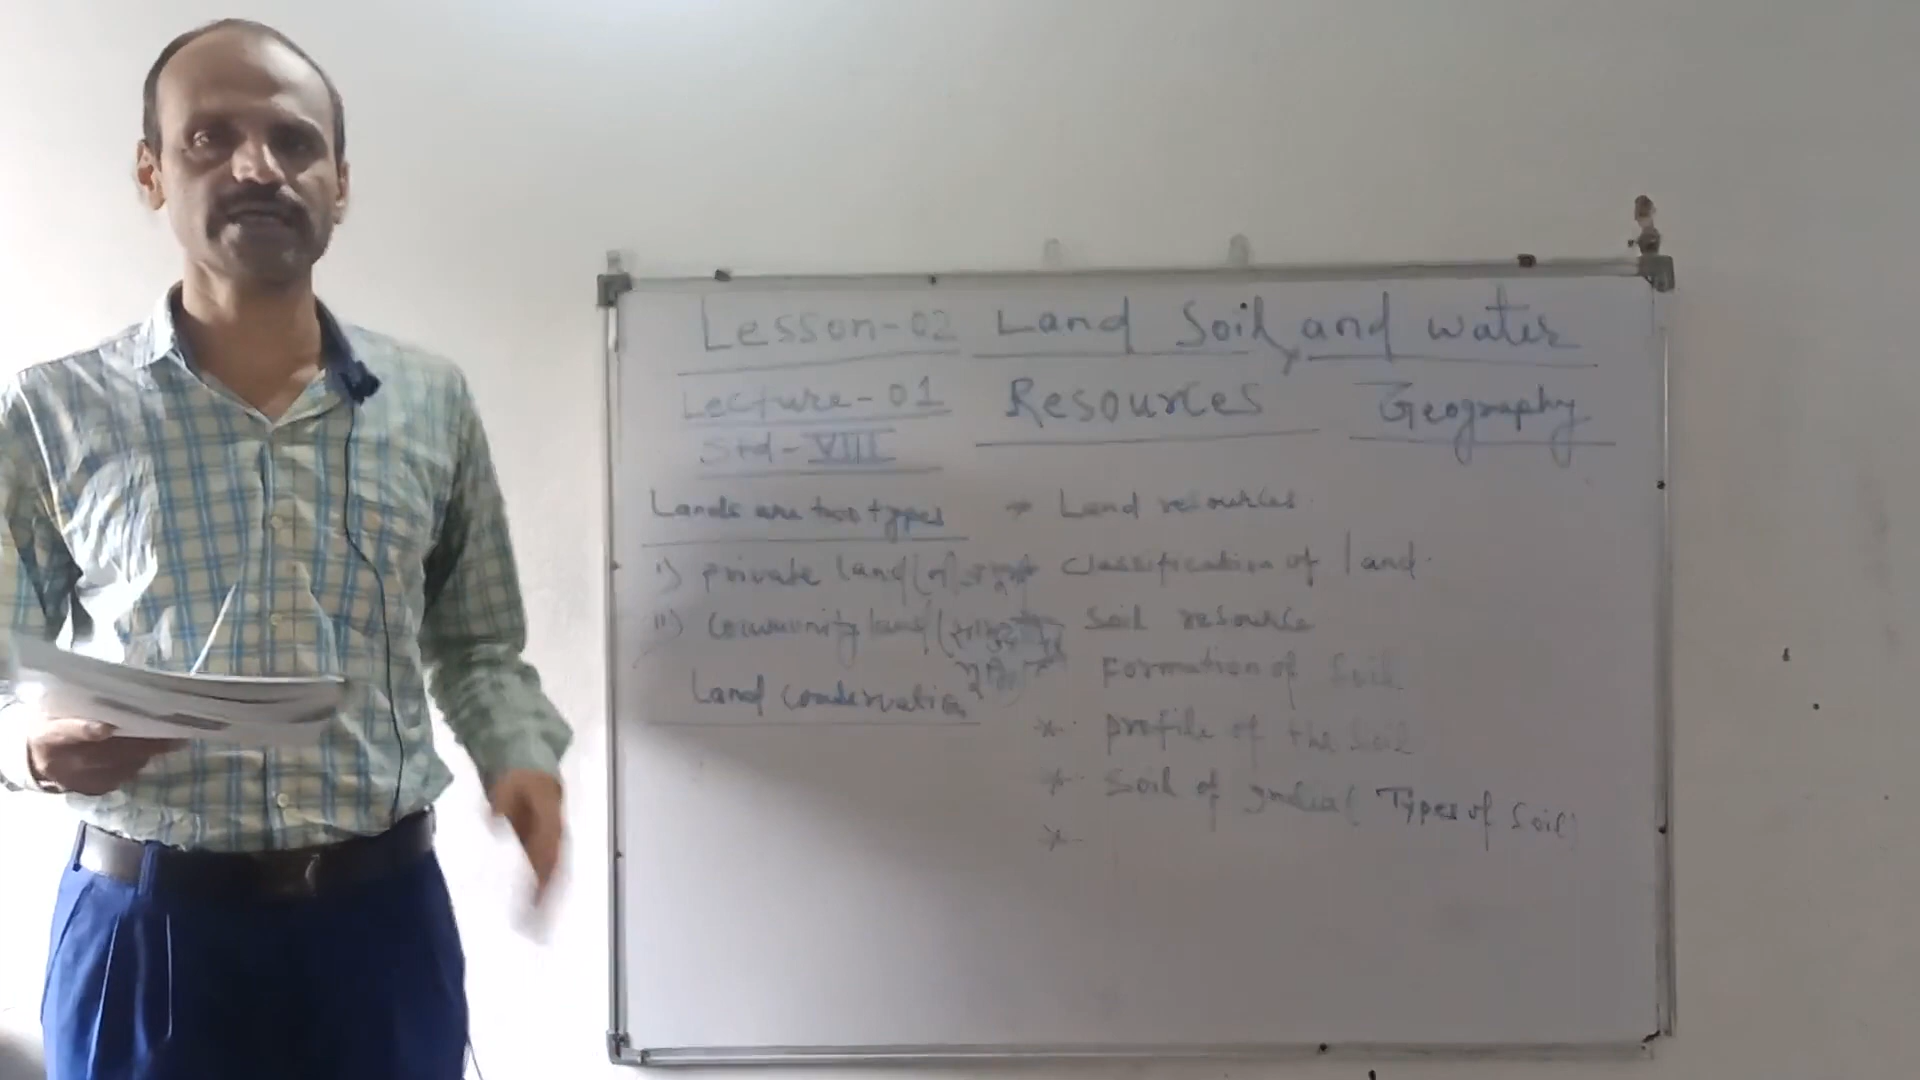 Lesson-02 Land Soil, and water
Lecture-01 Resources Geography
Std-VIII
Lands are two types
i) private land
ii) Community land
Land conservation
→ Land resources.
classification of land.
Soil resource
Formation of Soil
*. profile of the Soil
*. Soil of (Types of Soil)
*.